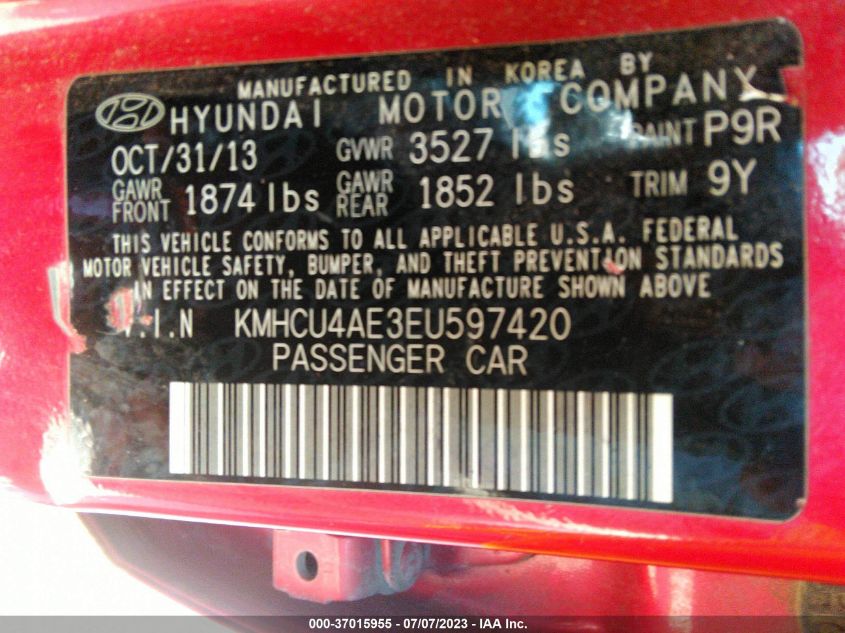 MANUFACTURED IN KOREA BY
HYUNDAI MOTOR COMPANY
OCT/31/13 GVWR 3527 lbs PAINT P9R
GAWR FRONT 1874 lbs GAWR REAR 1852 lbs TRIM 9Y
THIS VEHICLE CONFORMS TO ALL APPLICABLE U.S.A. FEDERAL
MOTOR VEHICLE SAFETY, BUMPER, AND THEFT PREVENTION STANDARDS
IN EFFECT ON THE DATE OF MANUFACTURE SHOWN ABOVE
V.I.N KMHCU4AE3EU597420
PASSENGER CAR
000-37015955 - 07/07/2023 - IAA Inc.